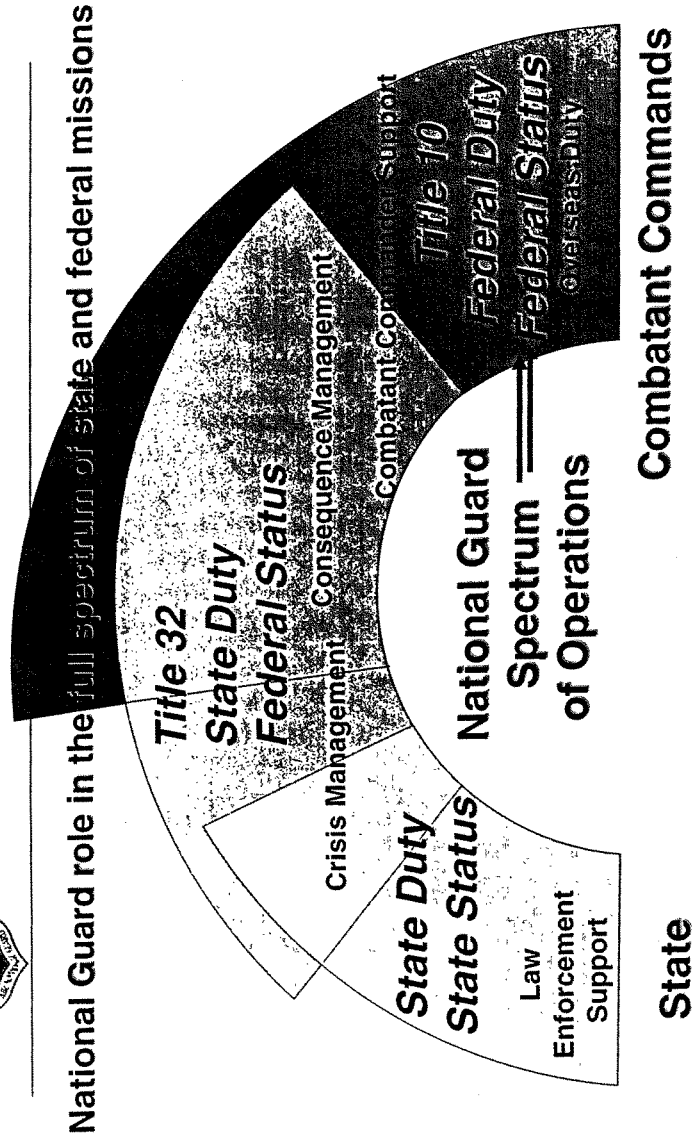 National Guard role in the full spectrum of state and federal missions
Title 32
State Duty
Federal Status
Crisis Management
Consequence Management
Combatant Commander Support
State Duty
State Status
Law
Enforcement
Support
Title 10
Federal Duty
Federal Status
Overseas Duty
National Guard
Spectrum
of Operations
State
Combatant Commands